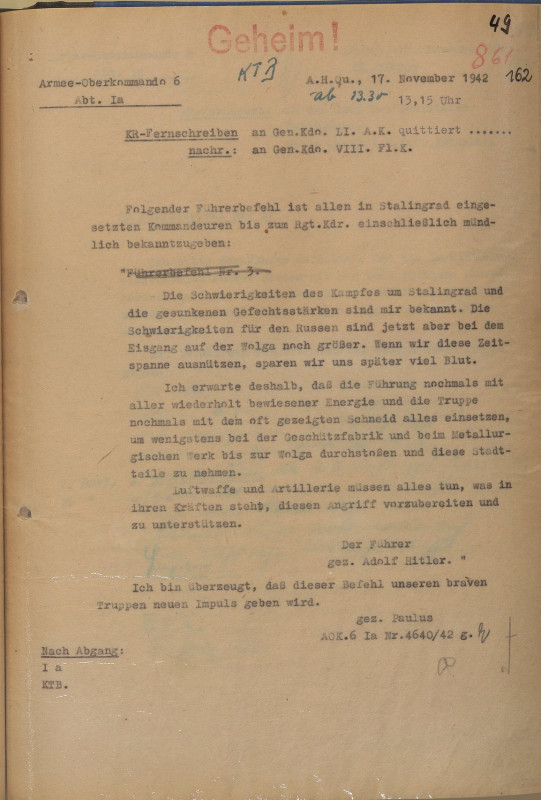 49
Geheim!
861
KTB
Armee-Oberkommando 6
A.H.Qu., 17. November 1942
162
Abt. Ia
ab 13.30
13,15 Uhr
KR-Fernschreiben an Gen.Kdo. LI. A.K. quittiert .......
nachr.: an Gen.Kdo. VIII. Fl.K.
Folgender Führerbefehl ist allen in Stalingrad einge-
setzten Kommandeuren bis zum Rgt.Kdr. einschließlich münd-
lich bekanntzugeben:
"Führerbefehl Nr. 3.
Die Schwierigkeiten des Kampfes um Stalingrad und
die gesunkenen Gefechtsstärken sind mir bekannt. Die
Schwierigkeiten für den Russen sind jetzt aber bei dem
Eisgang auf der Wolga noch größer. Wenn wir diese Zeit-
spanne ausnützen, sparen wir uns später viel Blut.
Ich erwarte deshalb, daß die Führung nochmals mit
aller wiederholt bewiesener Energie und die Truppe
nochmals mit dem oft gezeigten Schneid alles einsetzen,
um wenigstens bei der Geschützfabrik und beim Metallur-
gischen Werk bis zur Wolga durchstoßen und diese Stadt-
teile zu nehmen.
Luftwaffe und Artillerie müssen alles tun, was in
ihren Kräften steht, diesen Angriff vorzubereiten und
zu unterstützen.
Der Führer
gez. Adolf Hitler. "
Ich bin überzeugt, daß dieser Befehl unseren braven
Truppen neuen Impuls geben wird.
gez. Paulus
AOK.6 Ia Nr.4640/42 g.
Nach Abgang:
I a
KTB.